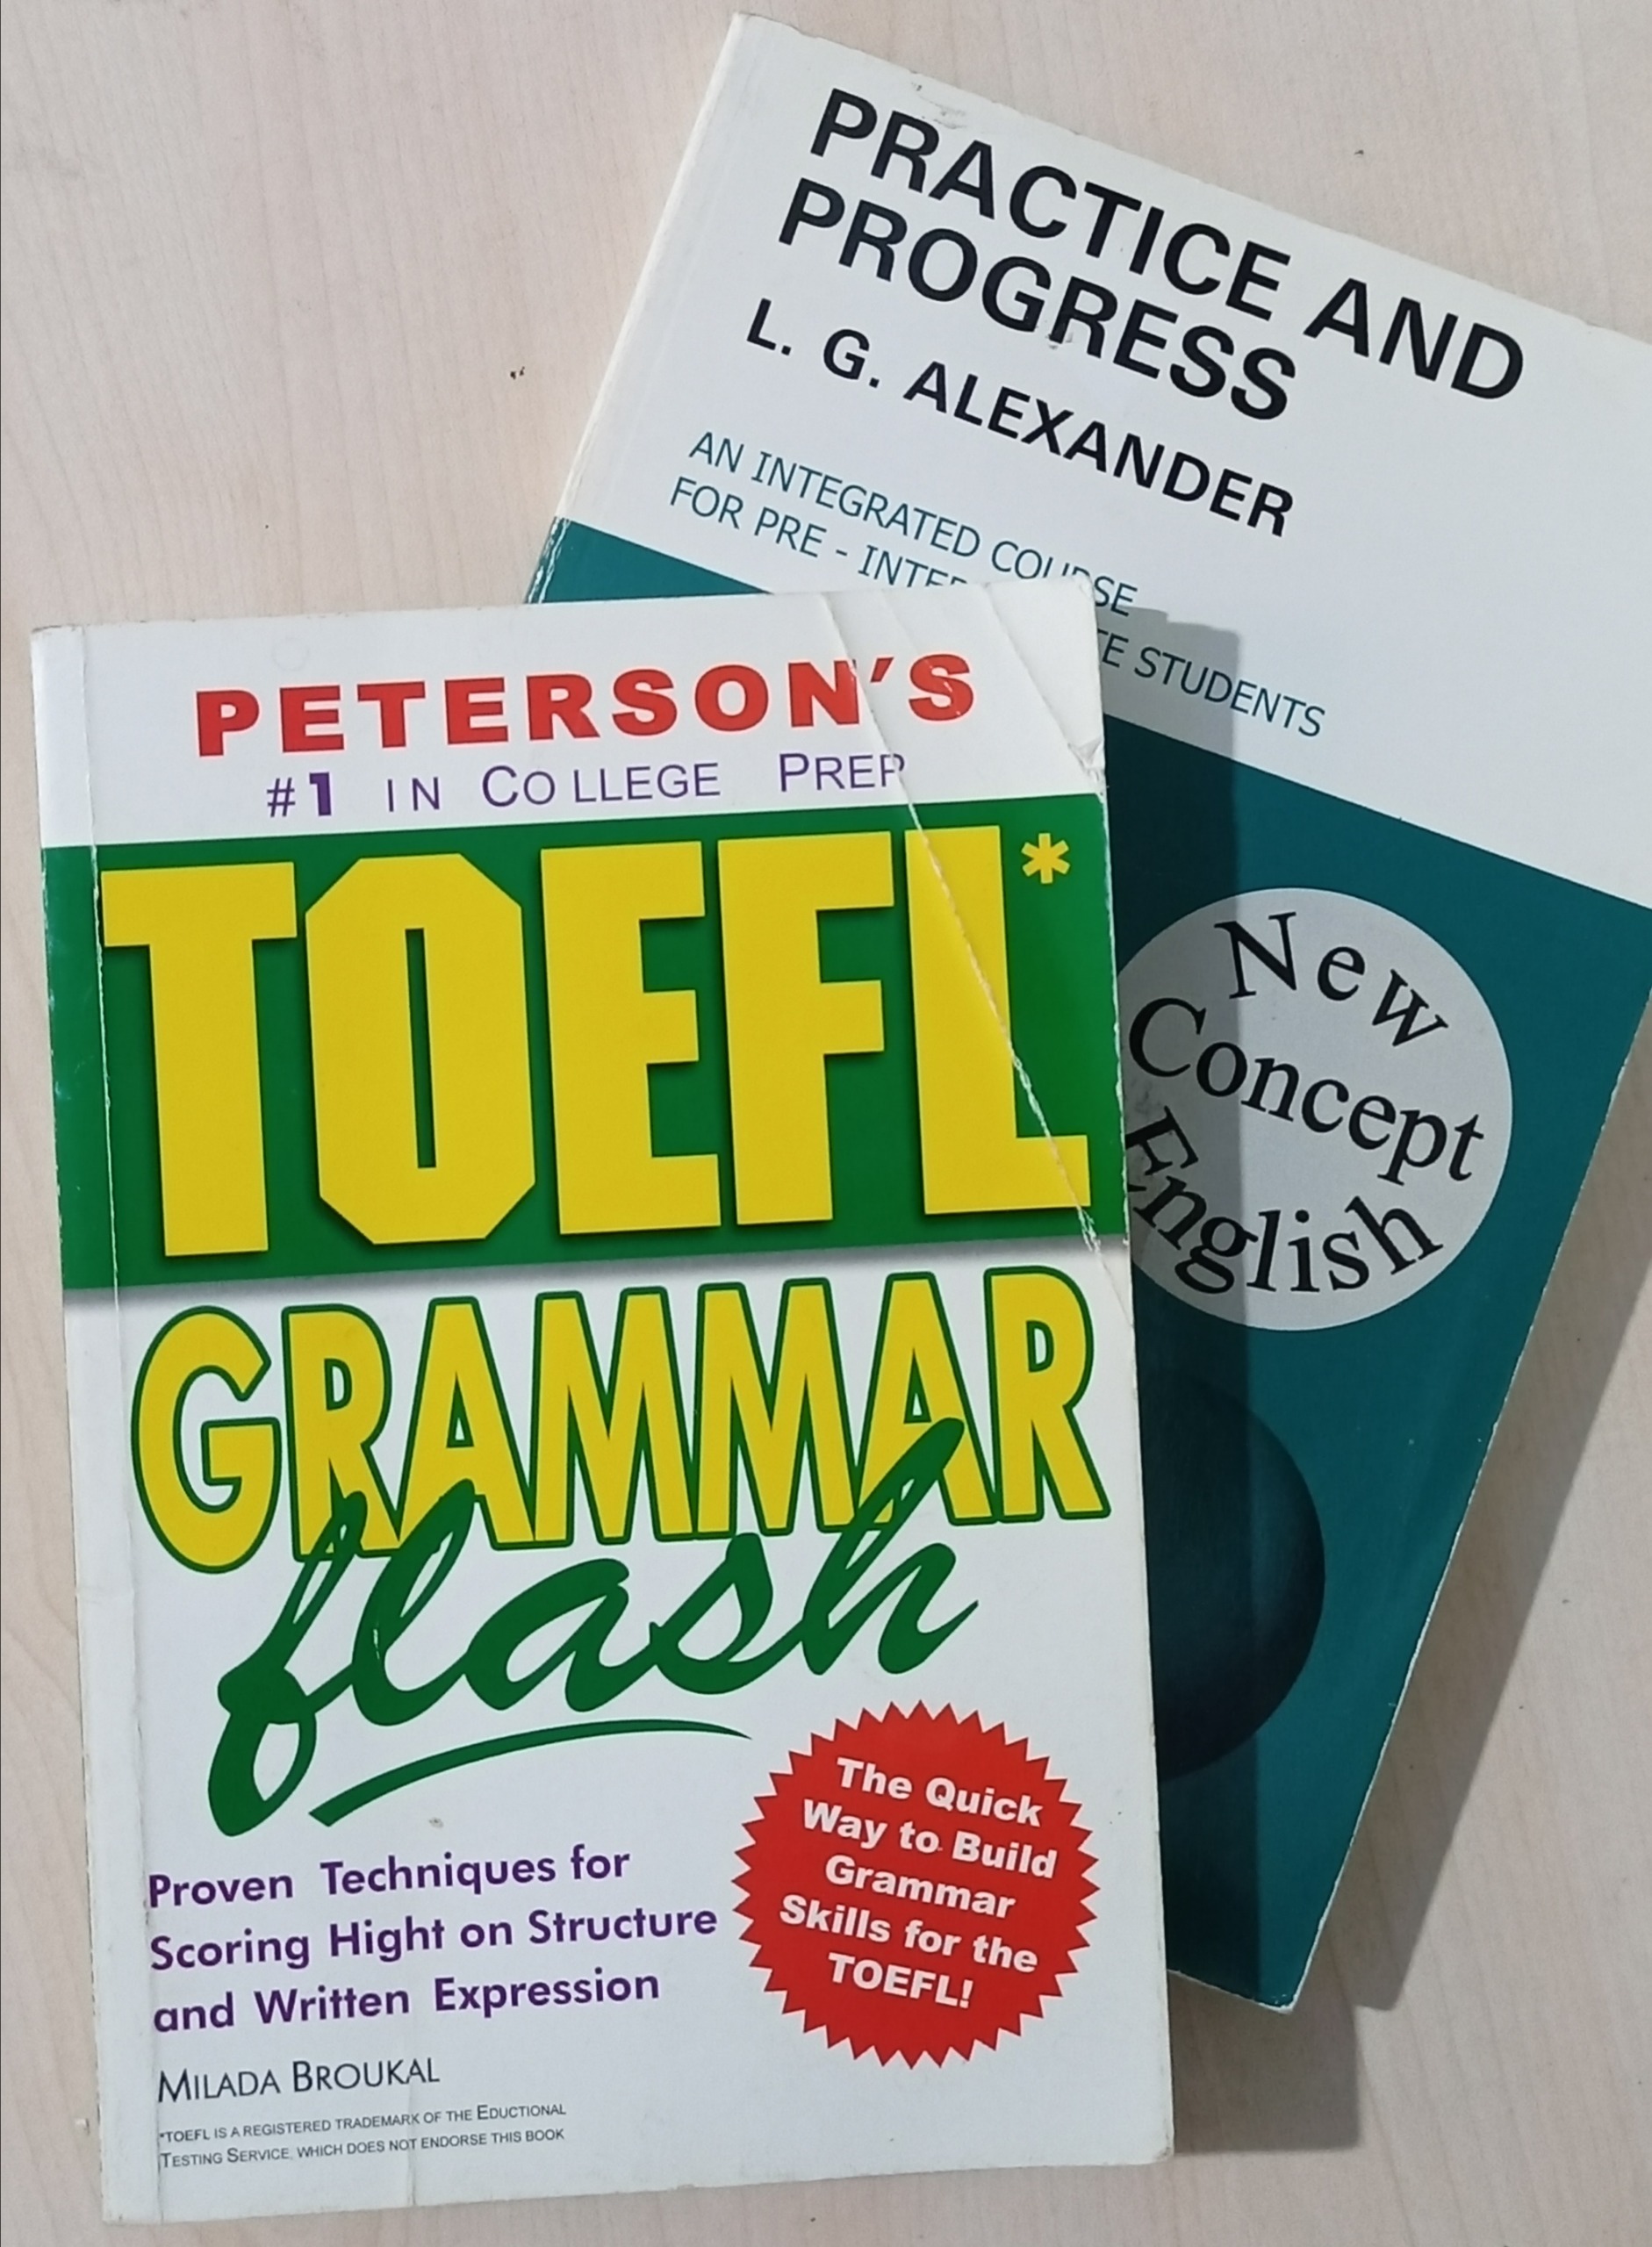 PRACTICE AND
PROGRESS
L. G. ALEXANDER
AN INTEGRATED COURSE
FOR PRE - INTE
TE STUDENTS
New
Concept
English
PETERSON'S
#1 IN COLLEGE PREP
TOEFL*
GRAMMAR
flash
The Quick
Way to Build
Grammar
Skills for the
TOEFL!
Proven Techniques for
Scoring Hight on Structure
and Written Expression
MILADA BROUKAL
*TOEFL IS A REGISTERED TRADEMARK OF THE EDUCTIONAL
TESTING SERVICE, WHICH DOES NOT ENDORSE THIS BOOK